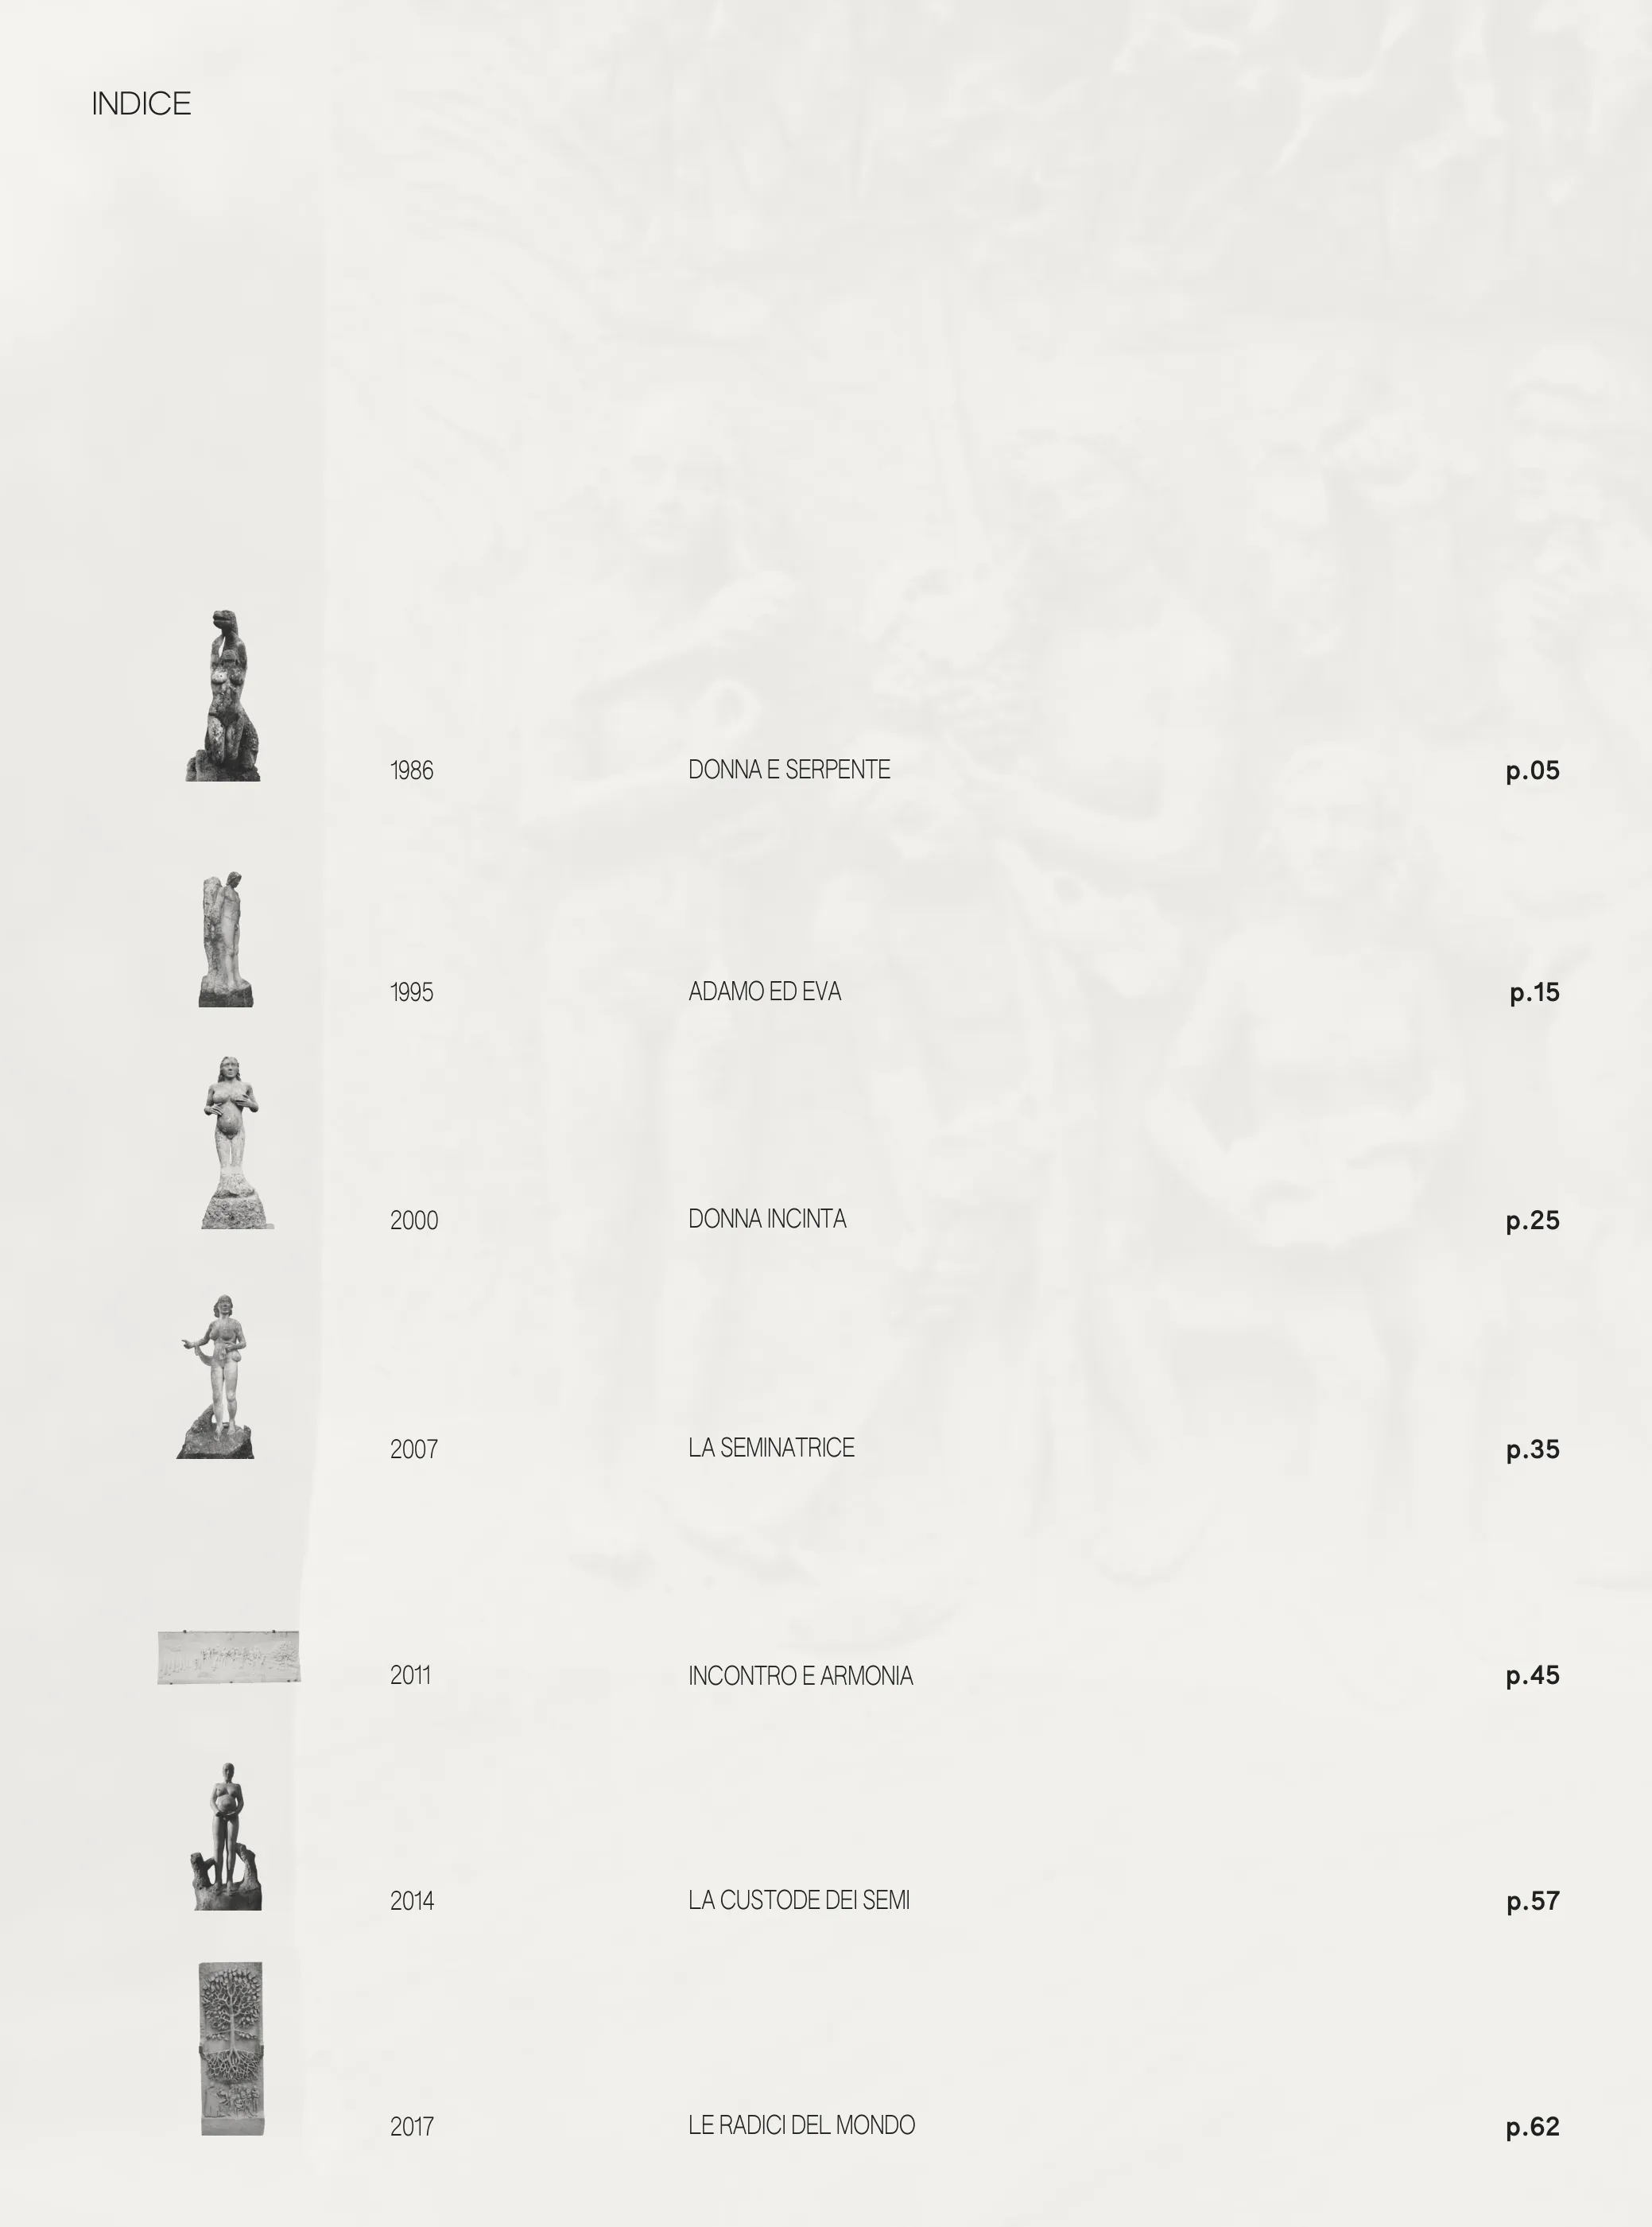 INDICE
1986 DONNA E SERPENTE p.05
1995 ADAMO ED EVA p.15
2000 DONNA INCINTA p.25
2007 LA SEMINATRICE p.35
2011 INCONTRO E ARMONIA p.45
2014 LA CUSTODE DEI SEMI p.57
2017 LE RADICI DEL MONDO p.62